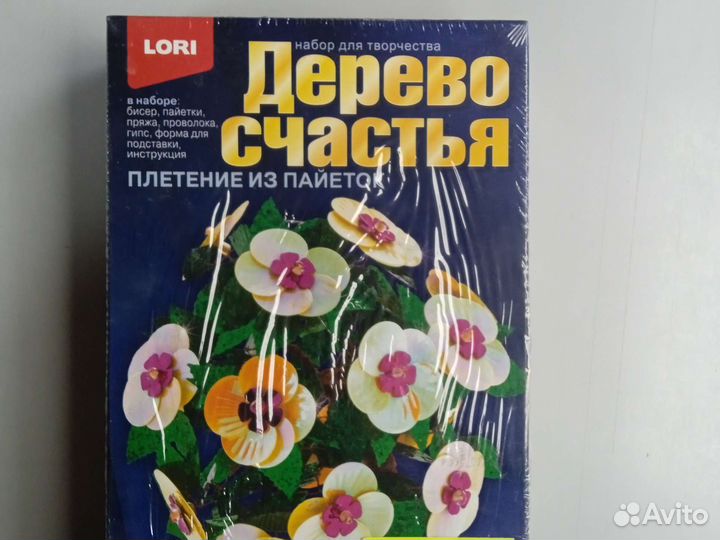 LORI
набор для творчества
Дерево
счастья
в наборе:
бисер, пайетки,
пряжа, проволока,
гипс, форма для
подставки,
инструкция
ПЛЕТЕНИЕ ИЗ ПАЙЕТОК
Avito